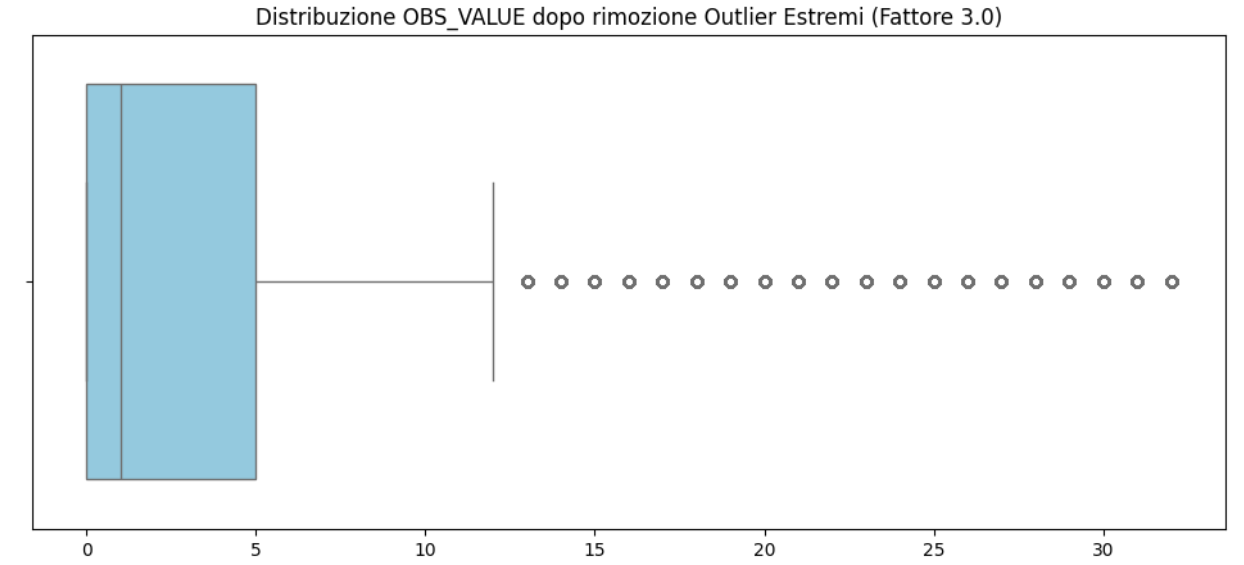 Distribuzione OBS_VALUE dopo rimozione Outlier Estremi (Fattore 3.0)
0 5 10 15 20 25 30